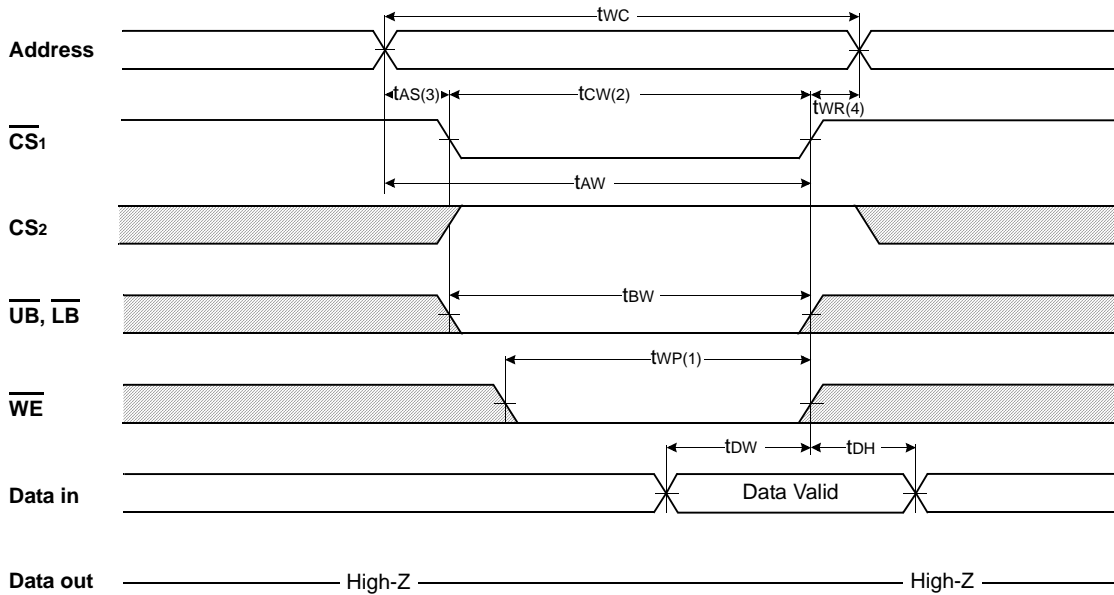 tWC
Address
tAS(3) tCW(2) tWR(4)
CS1
tAW
CS2
tBW
UB, LB
tWP(1)
WE
tDW tDH
Data in Data Valid
Data out High-Z High-Z